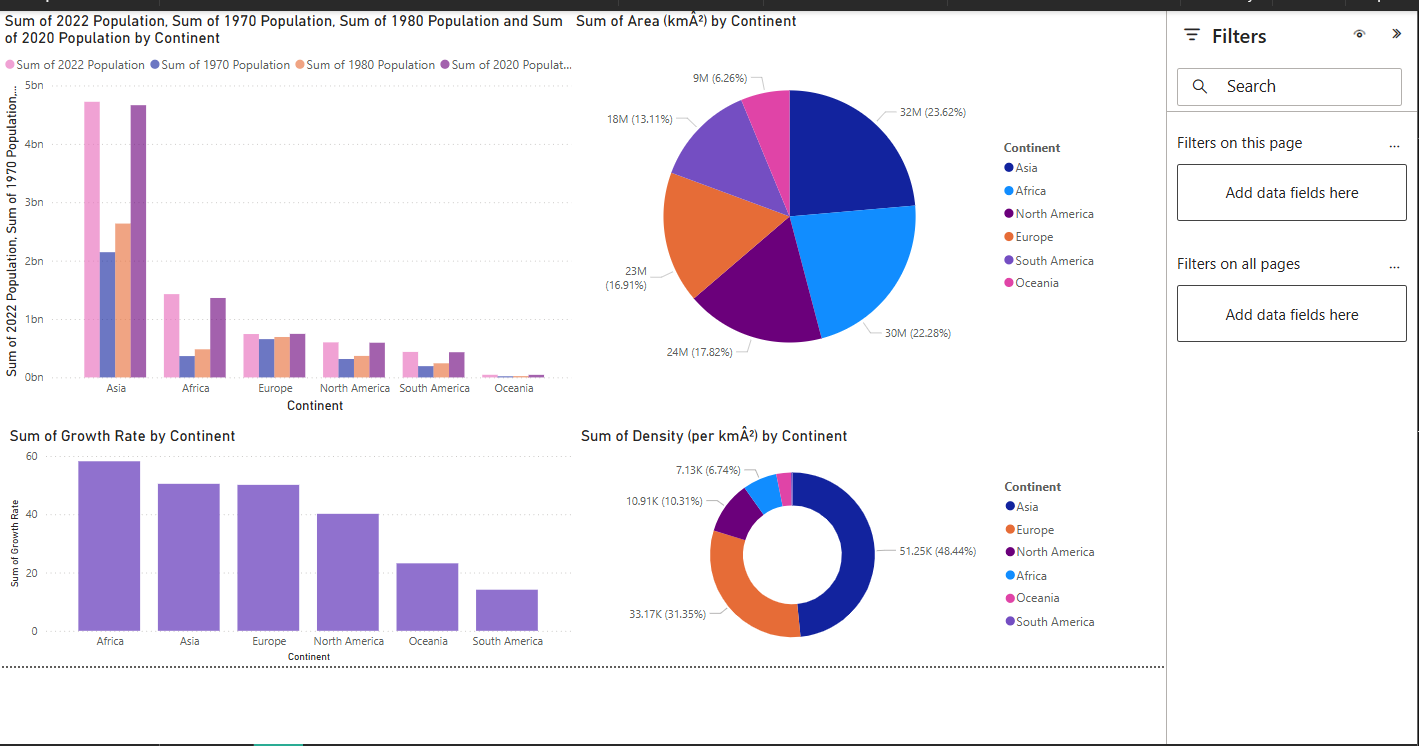 Sum of 2022 Population, Sum of 1970 Population, Sum of 1980 Population and Sum
of 2020 Population by Continent
Sum of 2022 Population
Sum of 1970 Population
Sum of 1980 Population
Sum of 2020 Populat...
Sum of 2022 Population, Sum of 1970 Population,...
5bn
4bn
3bn
2bn
1bn
0bn
Asia
Africa
Europe
North America
South America
Oceania
Continent
Sum of Area (kmÂ²) by Continent
9M (6.26%)
32M (23.62%)
18M (13.11%)
23M
(16.91%)
30M (22.28%)
24M (17.82%)
Continent
Asia
Africa
North America
Europe
South America
Oceania
Sum of Growth Rate by Continent
Sum of Growth Rate
60
40
20
0
Africa
Asia
Europe
North America
Oceania
South America
Continent
Sum of Density (per kmÂ²) by Continent
7.13K (6.74%)
10.91K (10.31%)
51.25K (48.44%)
33.17K (31.35%)
Continent
Asia
Europe
North America
Africa
Oceania
South America
Filters
Search
Filters on this page
...
Add data fields here
Filters on all pages
...
Add data fields here